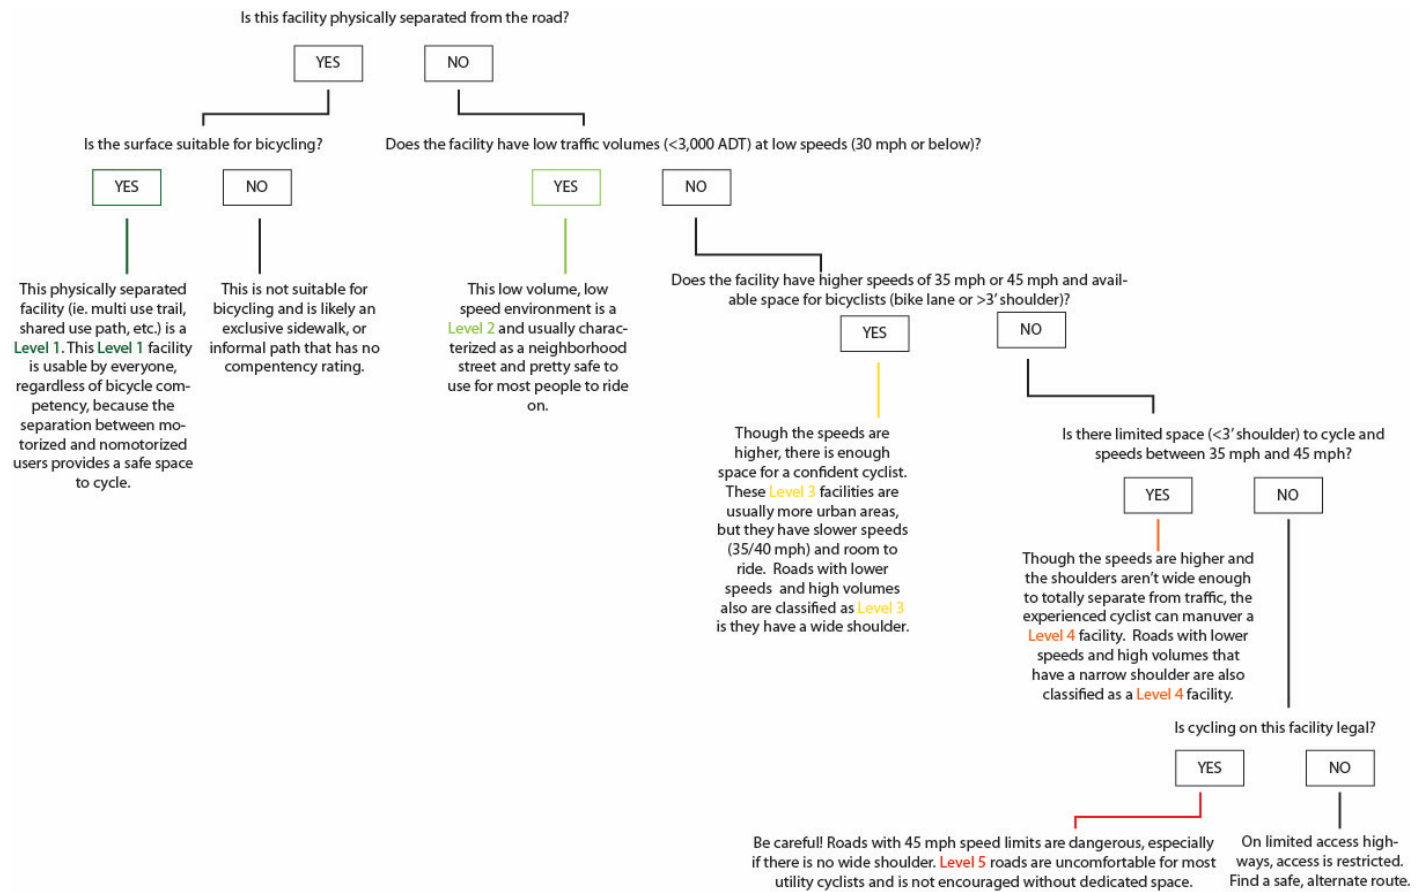 Is this facility physically separated from the road?
YES
NO
Is the surface suitable for bicycling?
Does the facility have low traffic volumes (<3,000 ADT) at low speeds (30 mph or below)?
YES
NO
YES
NO
This physically separated
facility (ie. multi use trail,
shared use path, etc.) is a
Level 1. This Level 1 facility
is usable by everyone,
regardless of bicycle com-
petency, because the
separation between mo-
torized and nomotorized
users provides a safe space
to cycle.
This is not suitable for
bicycling and is likely an
exclusive sidewalk, or
informal path that has no
compentency rating.
This low volume, low
speed environment is a
Level 2 and usually charac-
terized as a neighborhood
street and pretty safe to
use for most people to ride
on.
Does the facility have higher speeds of 35 mph or 45 mph and avail-
able space for bicyclists (bike lane or >3' shoulder)?
YES
NO
Though the speeds are
higher, there is enough
space for a confident cyclist.
These Level 3 facilities are
usually more urban areas,
but they have slower speeds
(35/40 mph) and room to
ride. Roads with lower
speeds and high volumes
also are classified as Level 3
is they have a wide shoulder.
Is there limited space (<3' shoulder) to cycle and
speeds between 35 mph and 45 mph?
YES
NO
Though the speeds are higher and
the shoulders aren't wide enough
to totally separate from traffic, the
experienced cyclist can manuver a
Level 4 facility. Roads with lower
speeds and high volumes that
have a narrow shoulder are also
classified as a Level 4 facility.
Is cycling on this facility legal?
YES
NO
Be careful! Roads with 45 mph speed limits are dangerous, especially
if there is no wide shoulder. Level 5 roads are uncomfortable for most
utility cyclists and is not encouraged without dedicated space.
On limited access high-
ways, access is restricted.
Find a safe, alternate route.